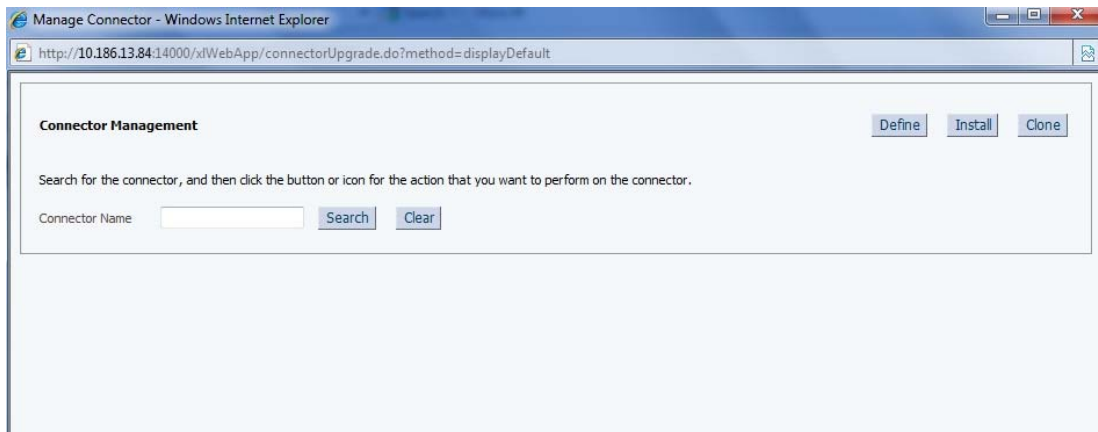 Manage Connector - Windows Internet Explorer
http://10.186.13.84:14000/xlWebApp/connectorUpgrade.do?method=displayDefault
Connector Management
Define Install Clone
Search for the connector, and then click the button or icon for the action that you want to perform on the connector.
Connector Name Search Clear